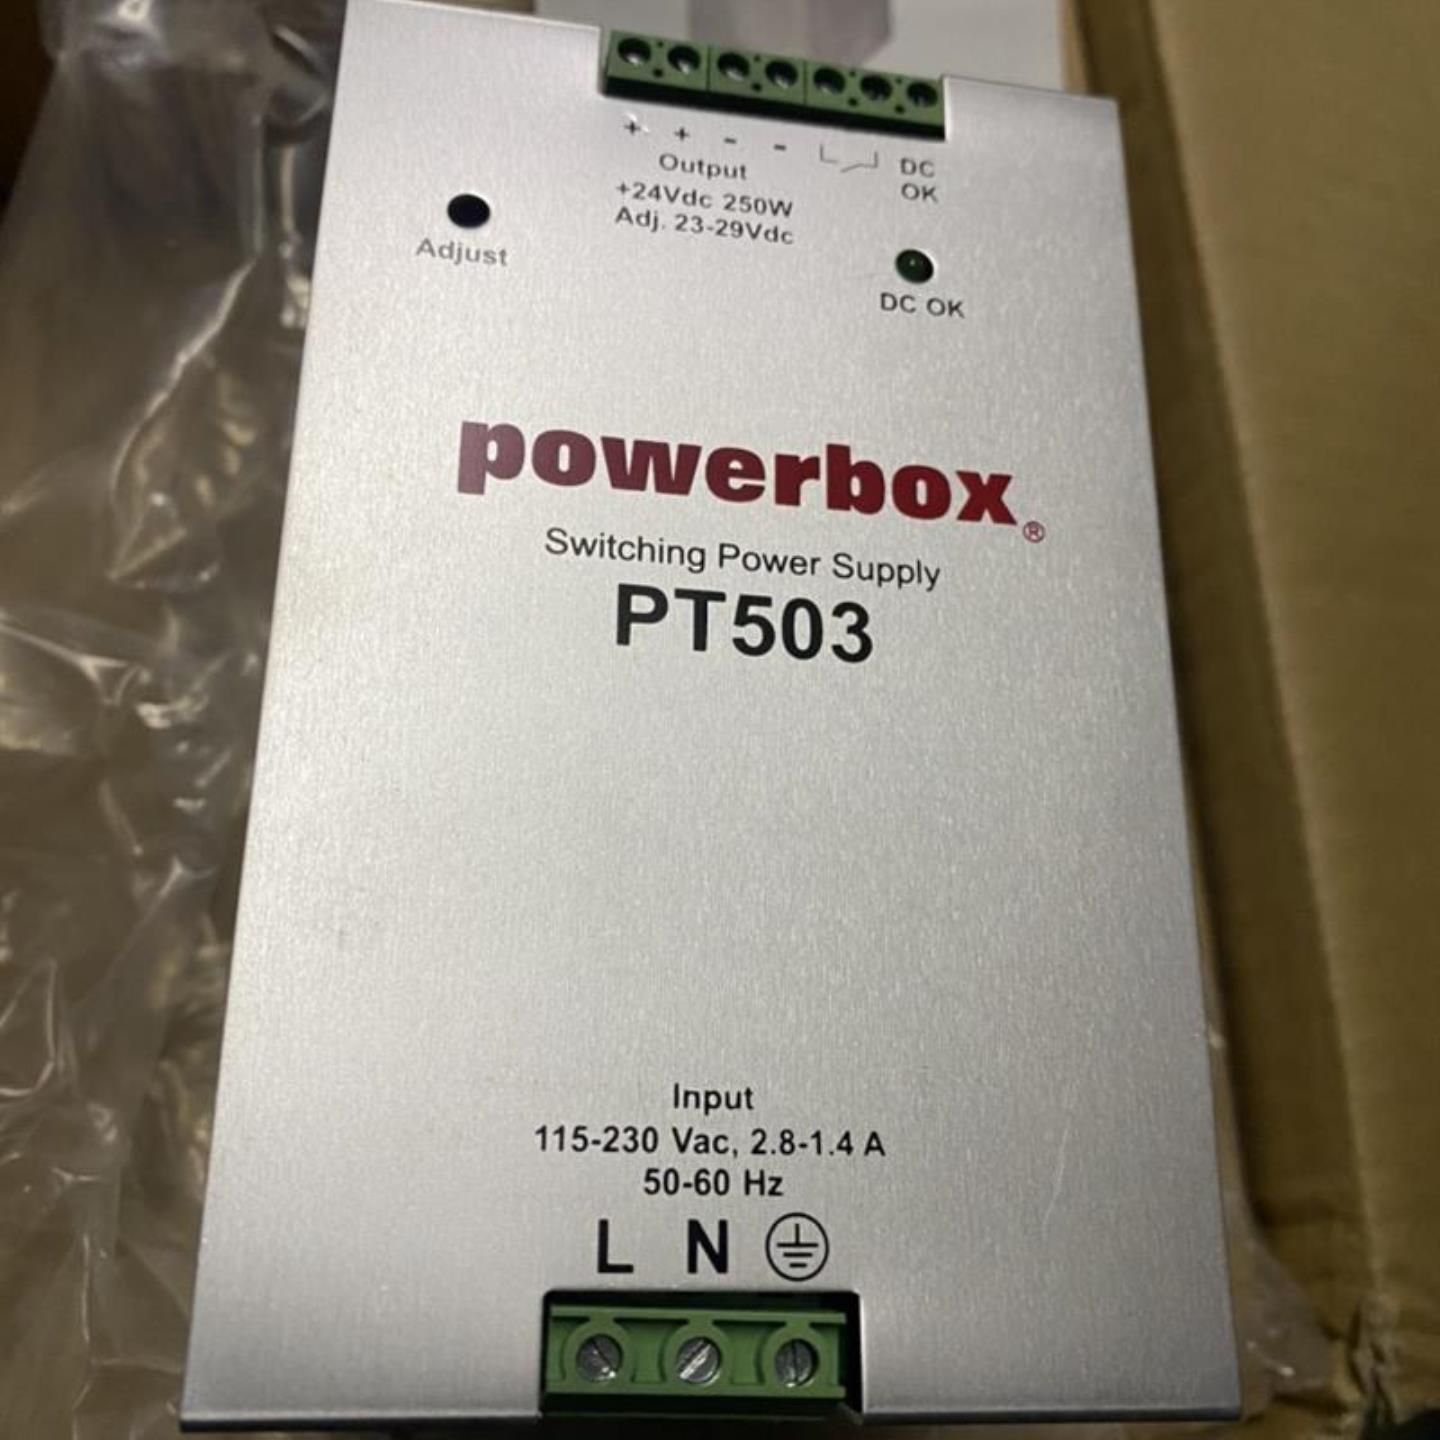 + + - - DC
Output OK
+24Vdc 250W
Adj. 23-29Vdc
Adjust
DC OK
powerbox®
Switching Power Supply
PT503
Input
115-230 Vac, 2.8-1.4 A
50-60 Hz
L N